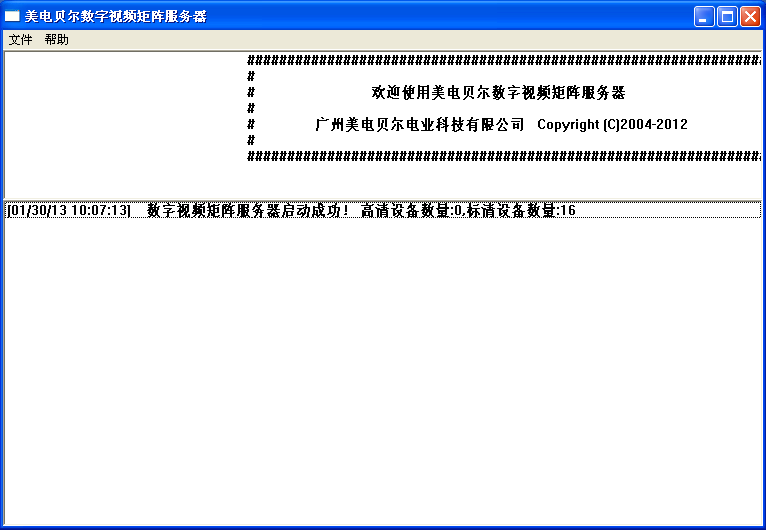 美电贝尔数字视频矩阵服务器
文件 帮助
################################################################
#
# 欢迎使用美电贝尔数字视频矩阵服务器
#
# 广州美电贝尔电业科技有限公司 Copyright (C)2004-2012
#
################################################################
[01/30/13 10:07:13] 数字视频矩阵服务器启动成功! 高清设备数量:0,标清设备数量:16